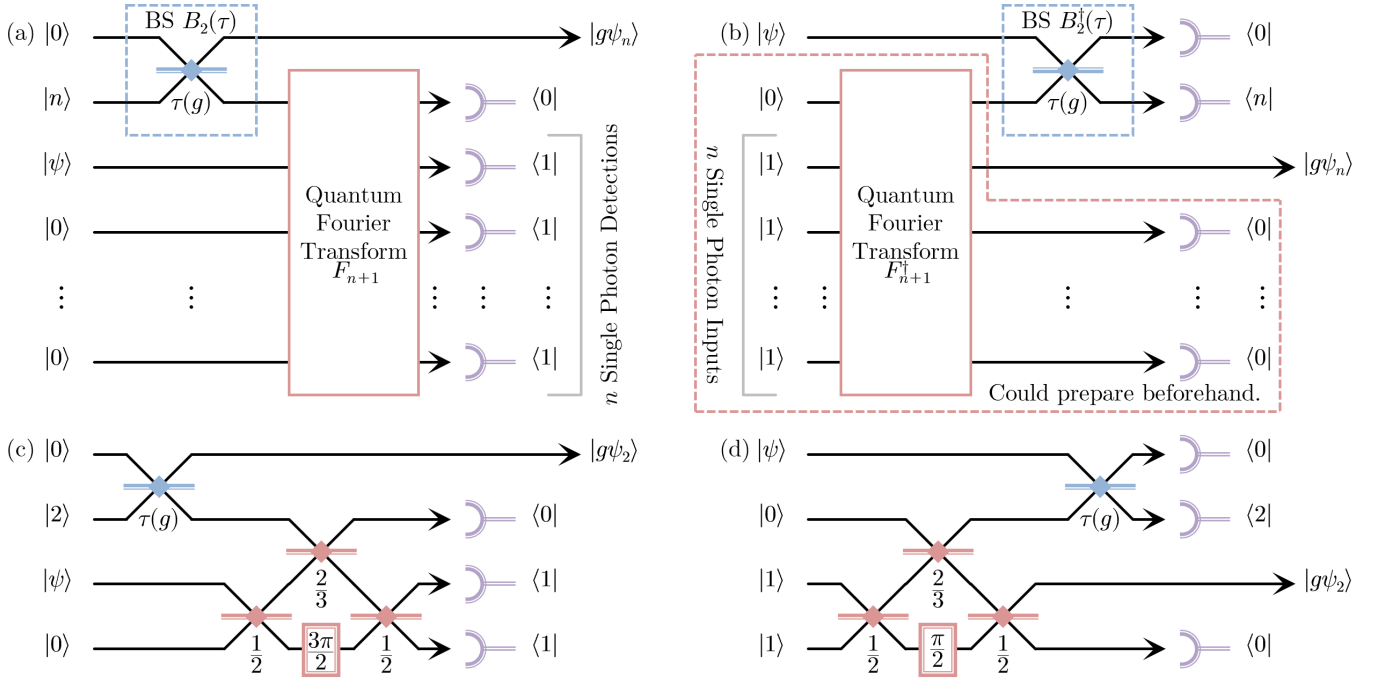 (a) |0⟩ BS B₂(τ) |gψₙ⟩
|n⟩ τ(g) ⟨0|
|ψ⟩ ⟨1|
|0⟩ ⟨1|
⋮ ⋮ ⋮ ⋮ ⋮
|0⟩ ⟨1|
Quantum
Fourier
Transform
Fₙ₊₁
n Single Photon Detections
(b) |ψ⟩ BS B₂†(τ) ⟨0|
|0⟩ τ(g) ⟨n|
|1⟩ |gψₙ⟩
|1⟩ ⟨0|
⋮ ⋮ ⋮ ⋮ ⋮
|1⟩ ⟨0|
n Single Photon Inputs
Quantum
Fourier
Transform
F†ₙ₊₁
Could prepare beforehand.
(c) |0⟩ |gψ₂⟩
|2⟩ τ(g) ⟨0|
|ψ⟩ 2/3 ⟨1|
|0⟩ 1/2 3π/2 1/2 ⟨1|
(d) |ψ⟩ ⟨0|
|0⟩ τ(g) ⟨2|
|1⟩ 2/3 |gψ₂⟩
|1⟩ 1/2 π/2 1/2 ⟨0|